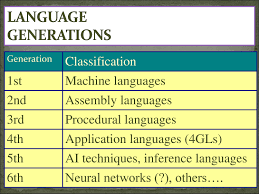 LANGUAGE
GENERATIONS
Generation Classification
1st Machine languages
2nd Assembly languages
3rd Procedural languages
4th Application languages (4GLs)
5th AI techniques, inference languages
6th Neural networks (?), others….